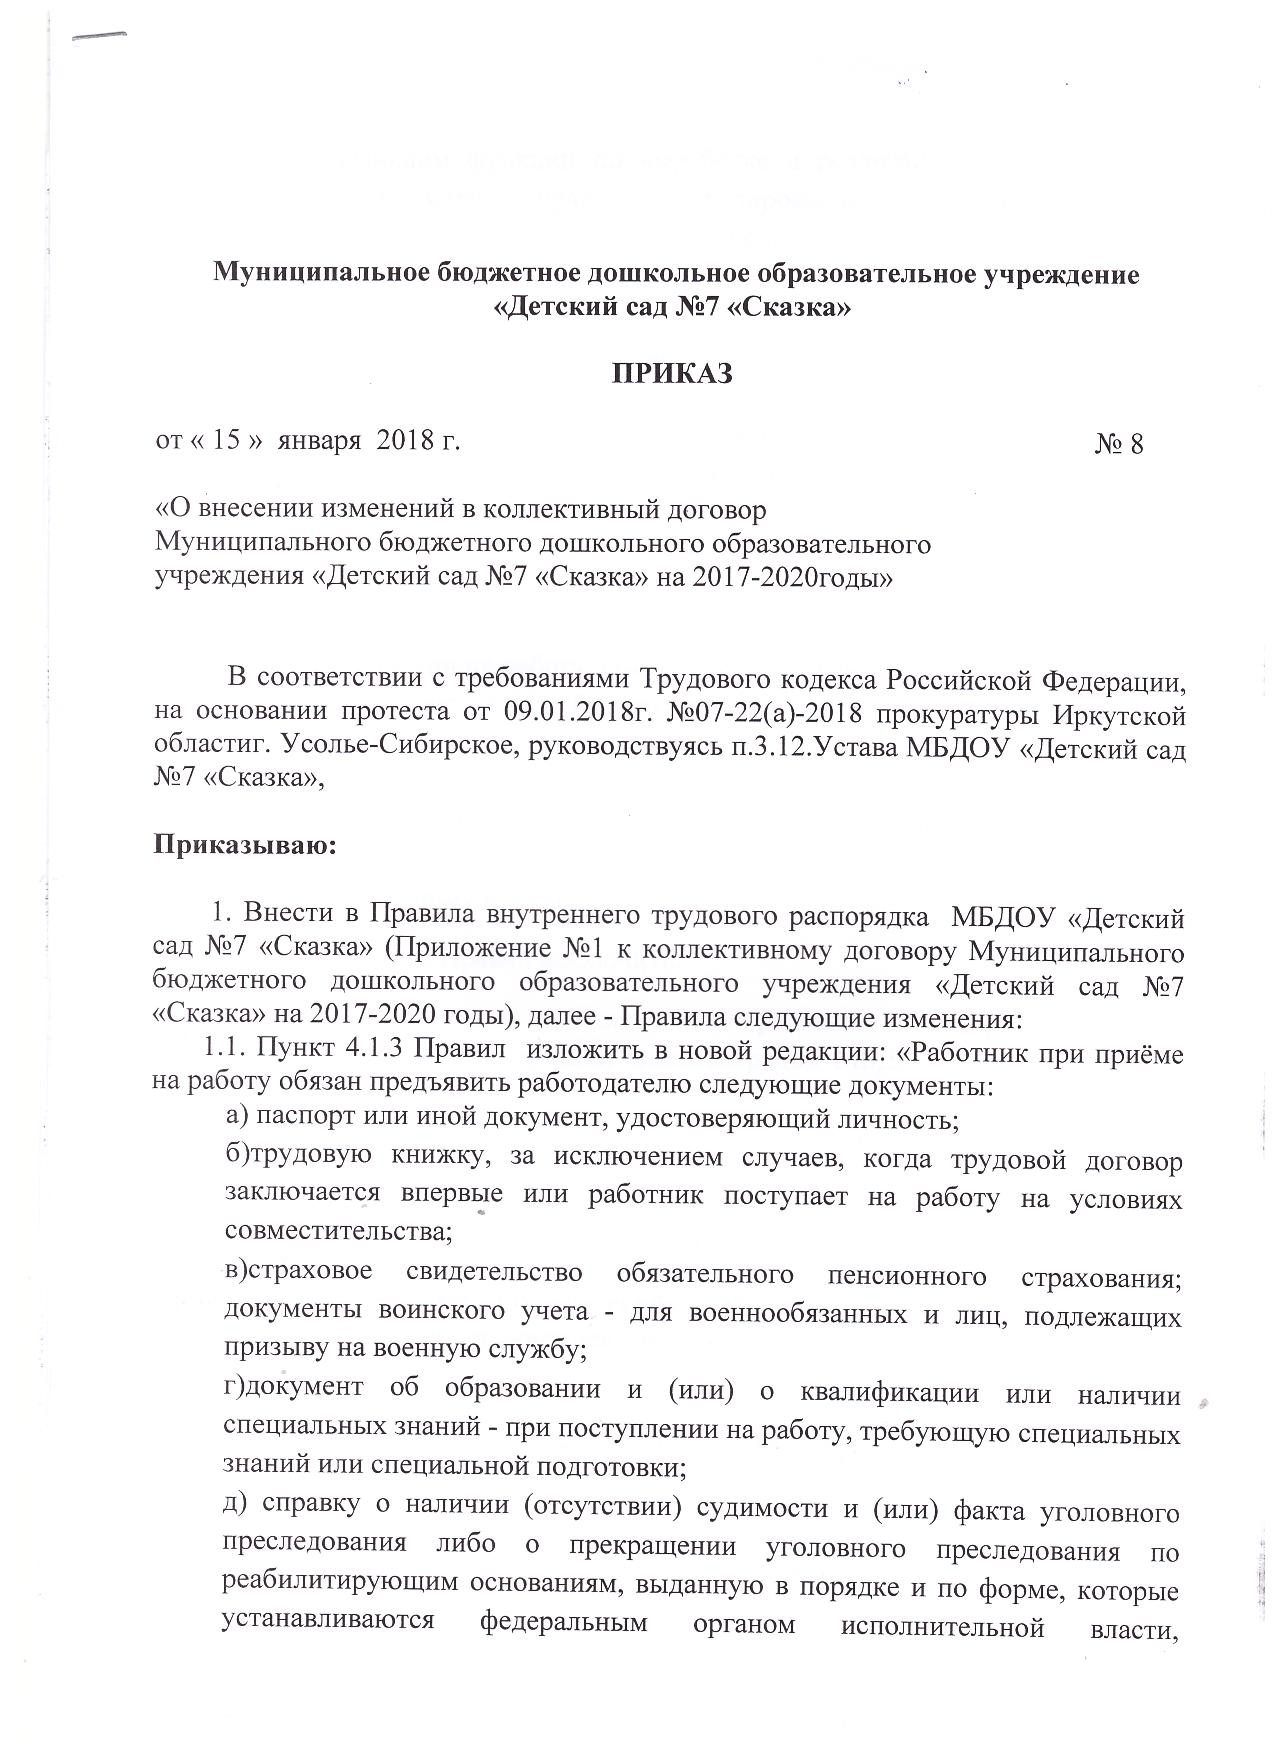 Муниципальное бюджетное дошкольное образовательное учреждение
«Детский сад №7 «Сказка»
ПРИКАЗ
от « 15 »  января  2018 г.
№ 8
«О внесении изменений в коллективный договор
Муниципального бюджетного дошкольного образовательного
учреждения «Детский сад №7 «Сказка» на 2017-2020годы»
В соответствии с требованиями Трудового кодекса Российской Федерации,
на основании протеста от 09.01.2018г. №07-22(а)-2018 прокуратуры Иркутской
областиг. Усолье-Сибирское, руководствуясь п.3.12.Устава МБДОУ «Детский сад
№7 «Сказка»,
Приказываю:
1. Внести в Правила внутреннего трудового распорядка  МБДОУ «Детский
сад №7 «Сказка» (Приложение №1 к коллективному договору Муниципального
бюджетного дошкольного образовательного учреждения «Детский сад №7
«Сказка» на 2017-2020 годы), далее - Правила следующие изменения:
1.1. Пункт 4.1.3 Правил  изложить в новой редакции: «Работник при приёме
на работу обязан предъявить работодателю следующие документы:
а) паспорт или иной документ, удостоверяющий личность;
б)трудовую книжку, за исключением случаев, когда трудовой договор
заключается впервые или работник поступает на работу на условиях
совместительства;
в)страховое свидетельство обязательного пенсионного страхования;
документы воинского учета - для военнообязанных и лиц, подлежащих
призыву на военную службу;
г)документ об образовании и (или) о квалификации или наличии
специальных знаний - при поступлении на работу, требующую специальных
знаний или специальной подготовки;
д) справку о наличии (отсутствии) судимости и (или) факта уголовного
преследования либо о прекращении уголовного преследования по
реабилитирующим основаниям, выданную в порядке и по форме, которые
устанавливаются федеральным органом исполнительной власти,